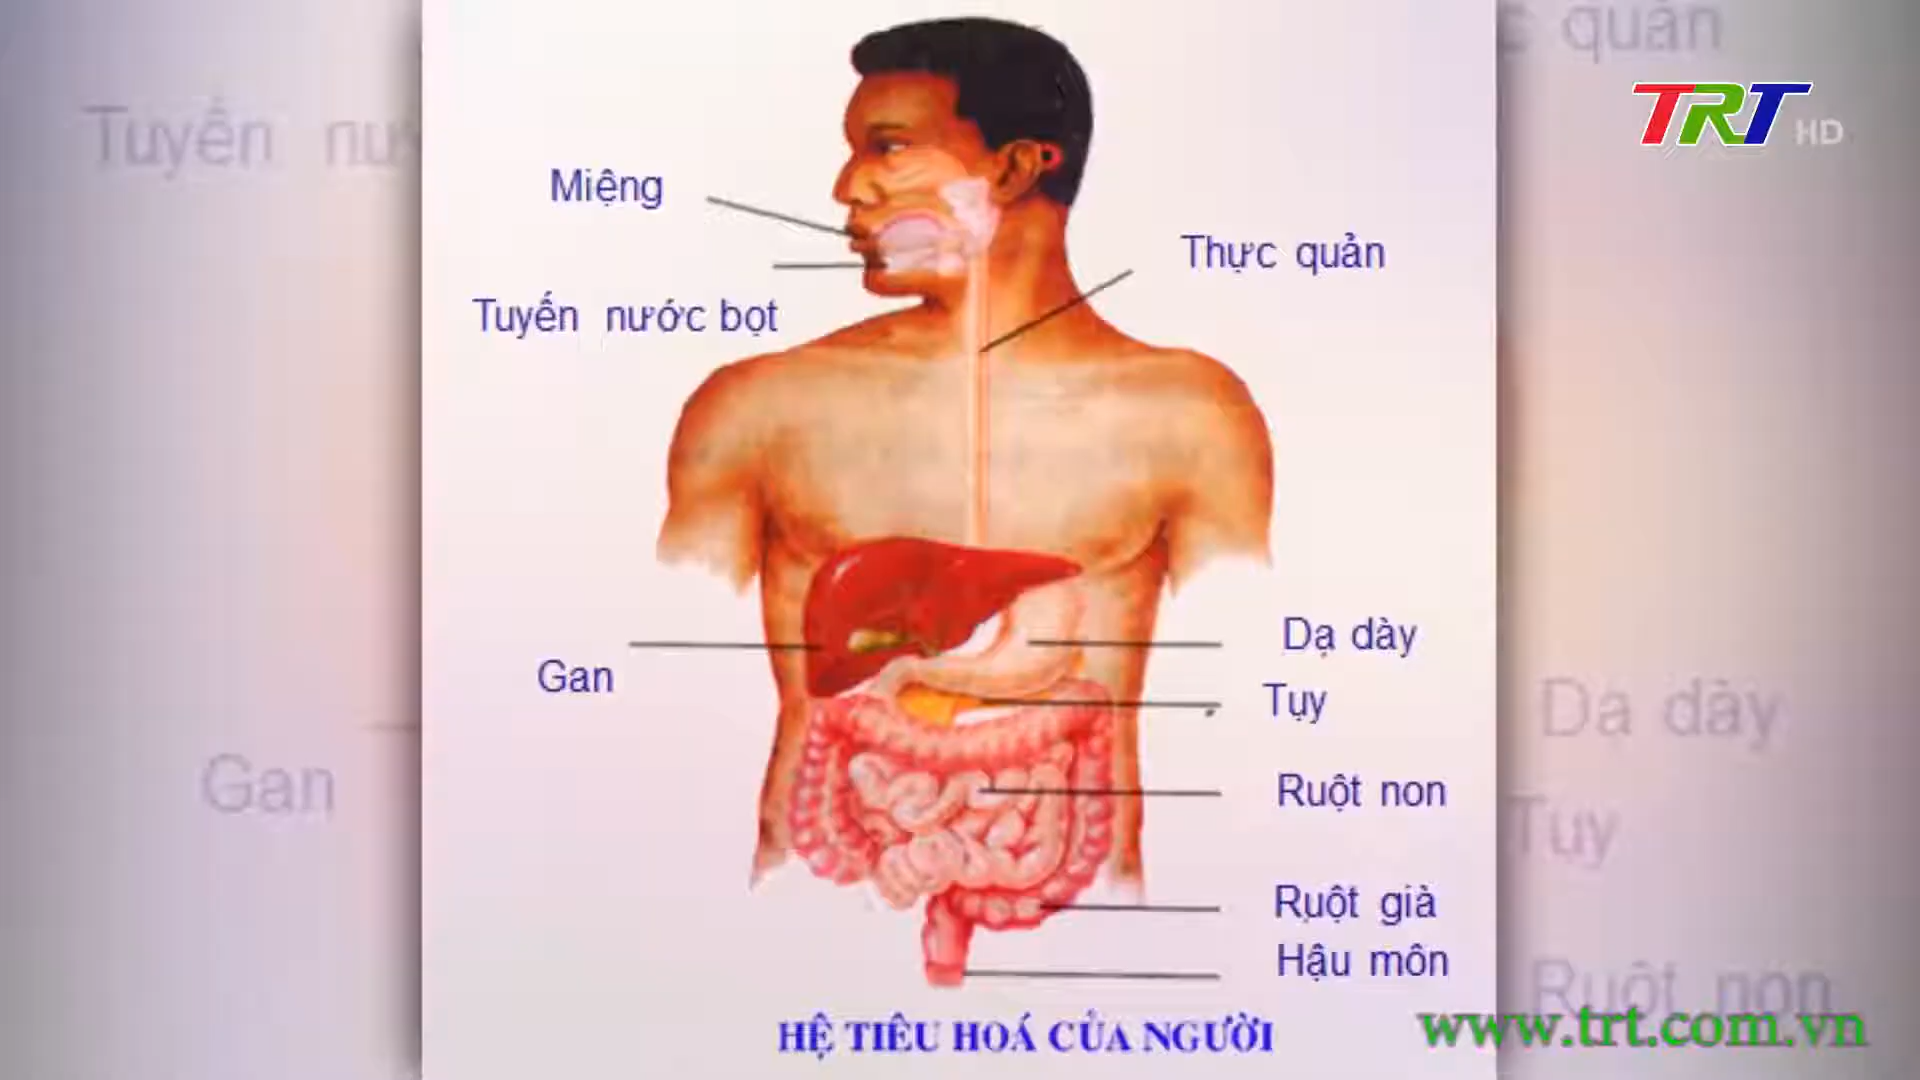 TRT HD
Miệng
Thực quản
Tuyến nước bọt
Dạ dày
Gan
Tụy
Ruột non
Ruột già
Hậu môn
HỆ TIÊU HOÁ CỦA NGƯỜI
www.trt.com.vn